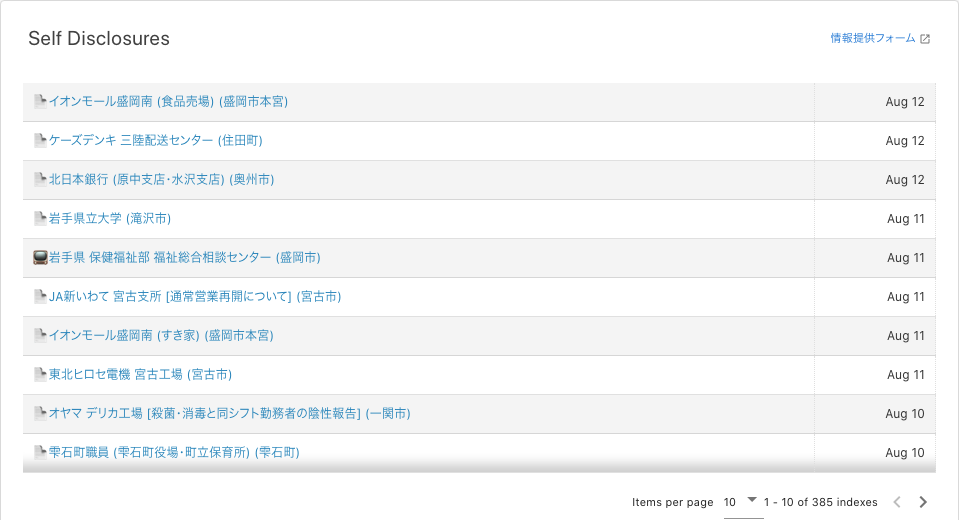 Self Disclosures
情報提供フォーム
イオンモール盛岡南 (食品売場) (盛岡市本宮) Aug 12
ケーズデンキ 三陸配送センター (住田町) Aug 12
北日本銀行 (原中支店・水沢支店) (奥州市) Aug 12
岩手県立大学 (滝沢市) Aug 11
岩手県 保健福祉部 福祉総合相談センター (盛岡市) Aug 11
JA新いわて 宮古支所 [通常営業再開について] (宮古市) Aug 11
イオンモール盛岡南 (すき家) (盛岡市本宮) Aug 11
東北ヒロセ電機 宮古工場 (宮古市) Aug 11
オヤマ デリカ工場 [殺菌・消毒と同シフト勤務者の陰性報告] (一関市) Aug 10
雫石町職員 (雫石町役場・町立保育所) (雫石町) Aug 10
Items per page 10 1 - 10 of 385 indexes